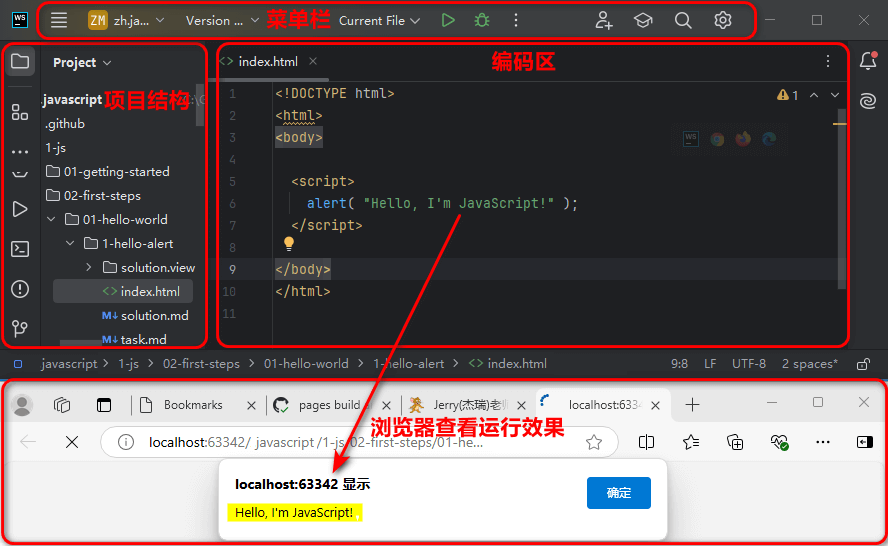 WS ZM zh.ja... Version ... 菜单栏 Current File
Project
javascript 项目结构
.github
1-js
01-getting-started
02-first-steps
01-hello-world
1-hello-alert
solution.view
index.html
solution.md
task.md
index.html 编码区
1 <!DOCTYPE html>
2 <html>
3 <body>
4
5 <script>
6 alert( "Hello, I'm JavaScript!" );
7 </script>
8
9 </body>
10 </html>
11
1
WS
javascript > 1-js > 02-first-steps > 01-hello-world > 1-hello-alert > index.html 9:8 LF UTF-8 2 spaces*
Bookmarks pages build Jerry(杰瑞)老师 localhost:6334
localhost:63342/ javascript /1-js/02-first-steps/01-he...
浏览器查看运行效果
localhost:63342 显示
Hello, I'm JavaScript!
确定